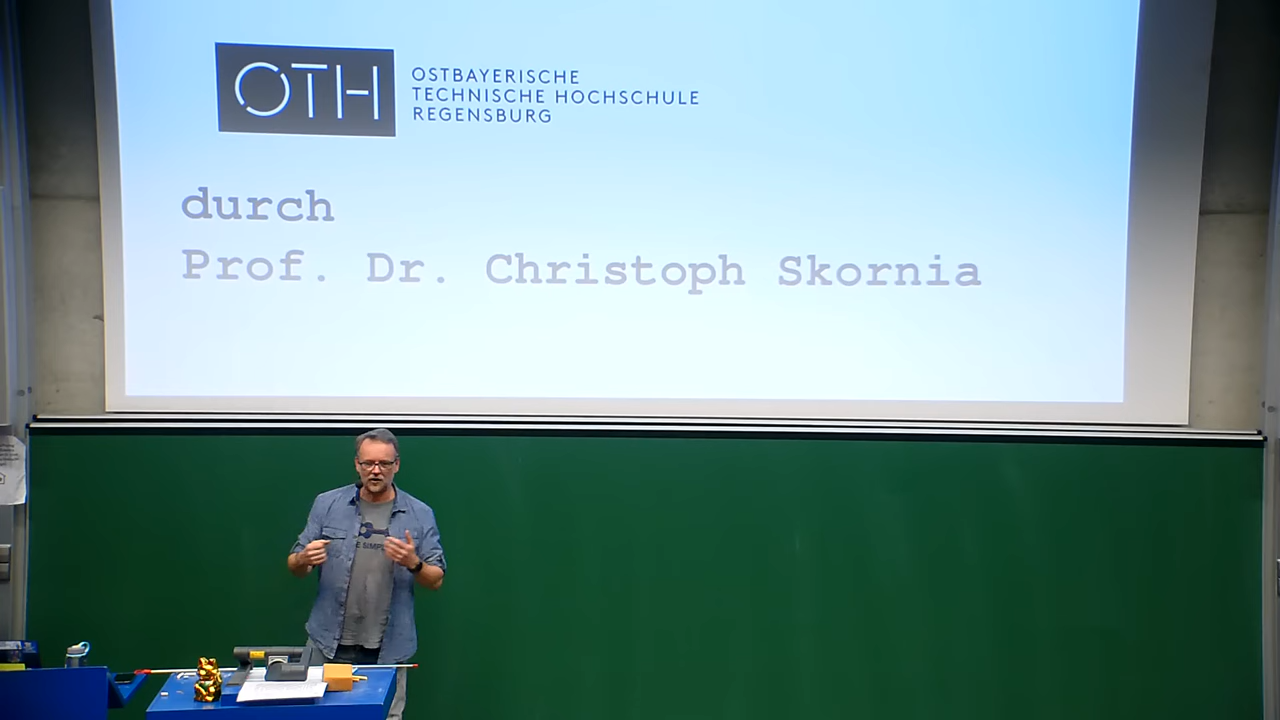 OTH
OSTBAYERISCHE
TECHNISCHE HOCHSCHULE
REGENSBURG
durch
Prof. Dr. Christoph Skornia